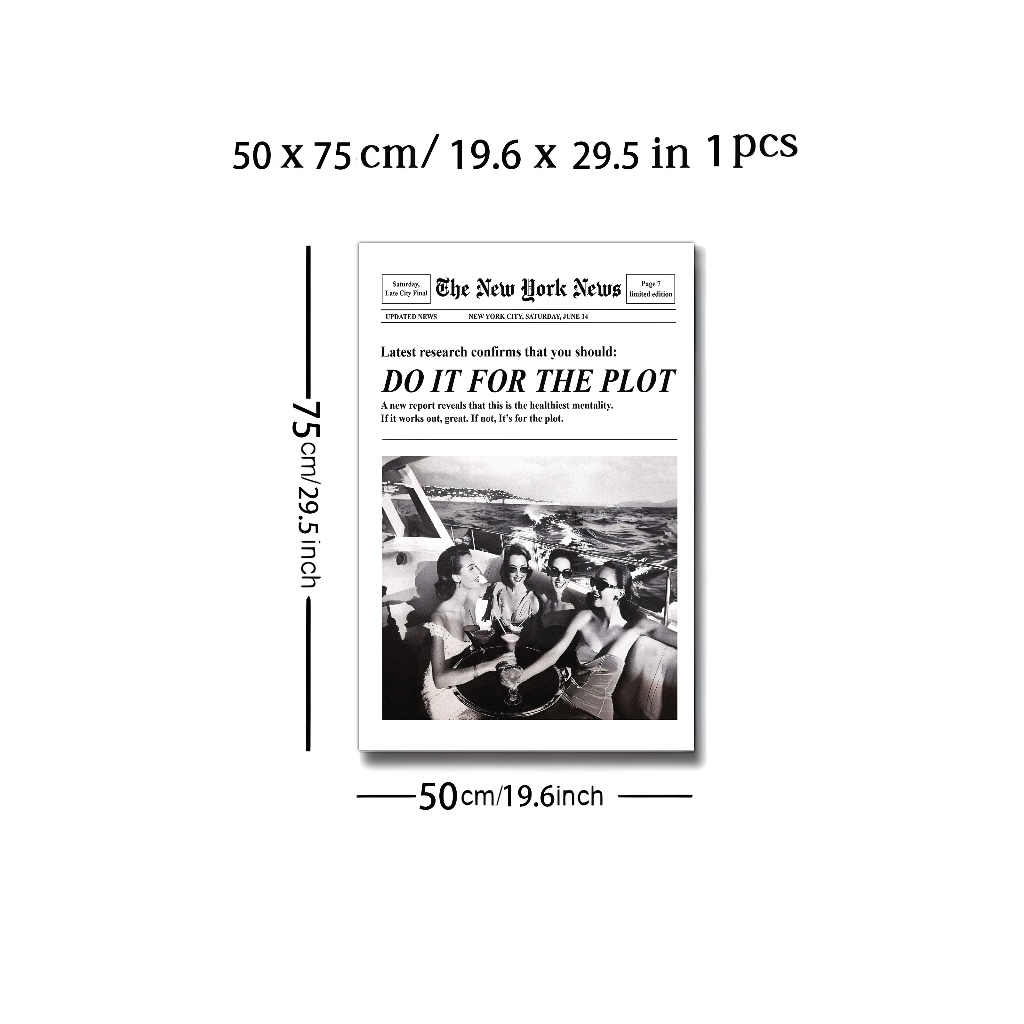 50 x 75 cm/ 19.6 x 29.5 in 1 pcs
Saturday,
Late City Final
The New York News
Page 7
limited edition
UPDATED NEWS NEW YORK CITY, SATURDAY, JUNE 14
Latest research confirms that you should:
DO IT FOR THE PLOT
A new report reveals that this is the healthiest mentality.
If it works out, great. If not, It's for the plot.
75cm/29.5inch
50cm/19.6inch